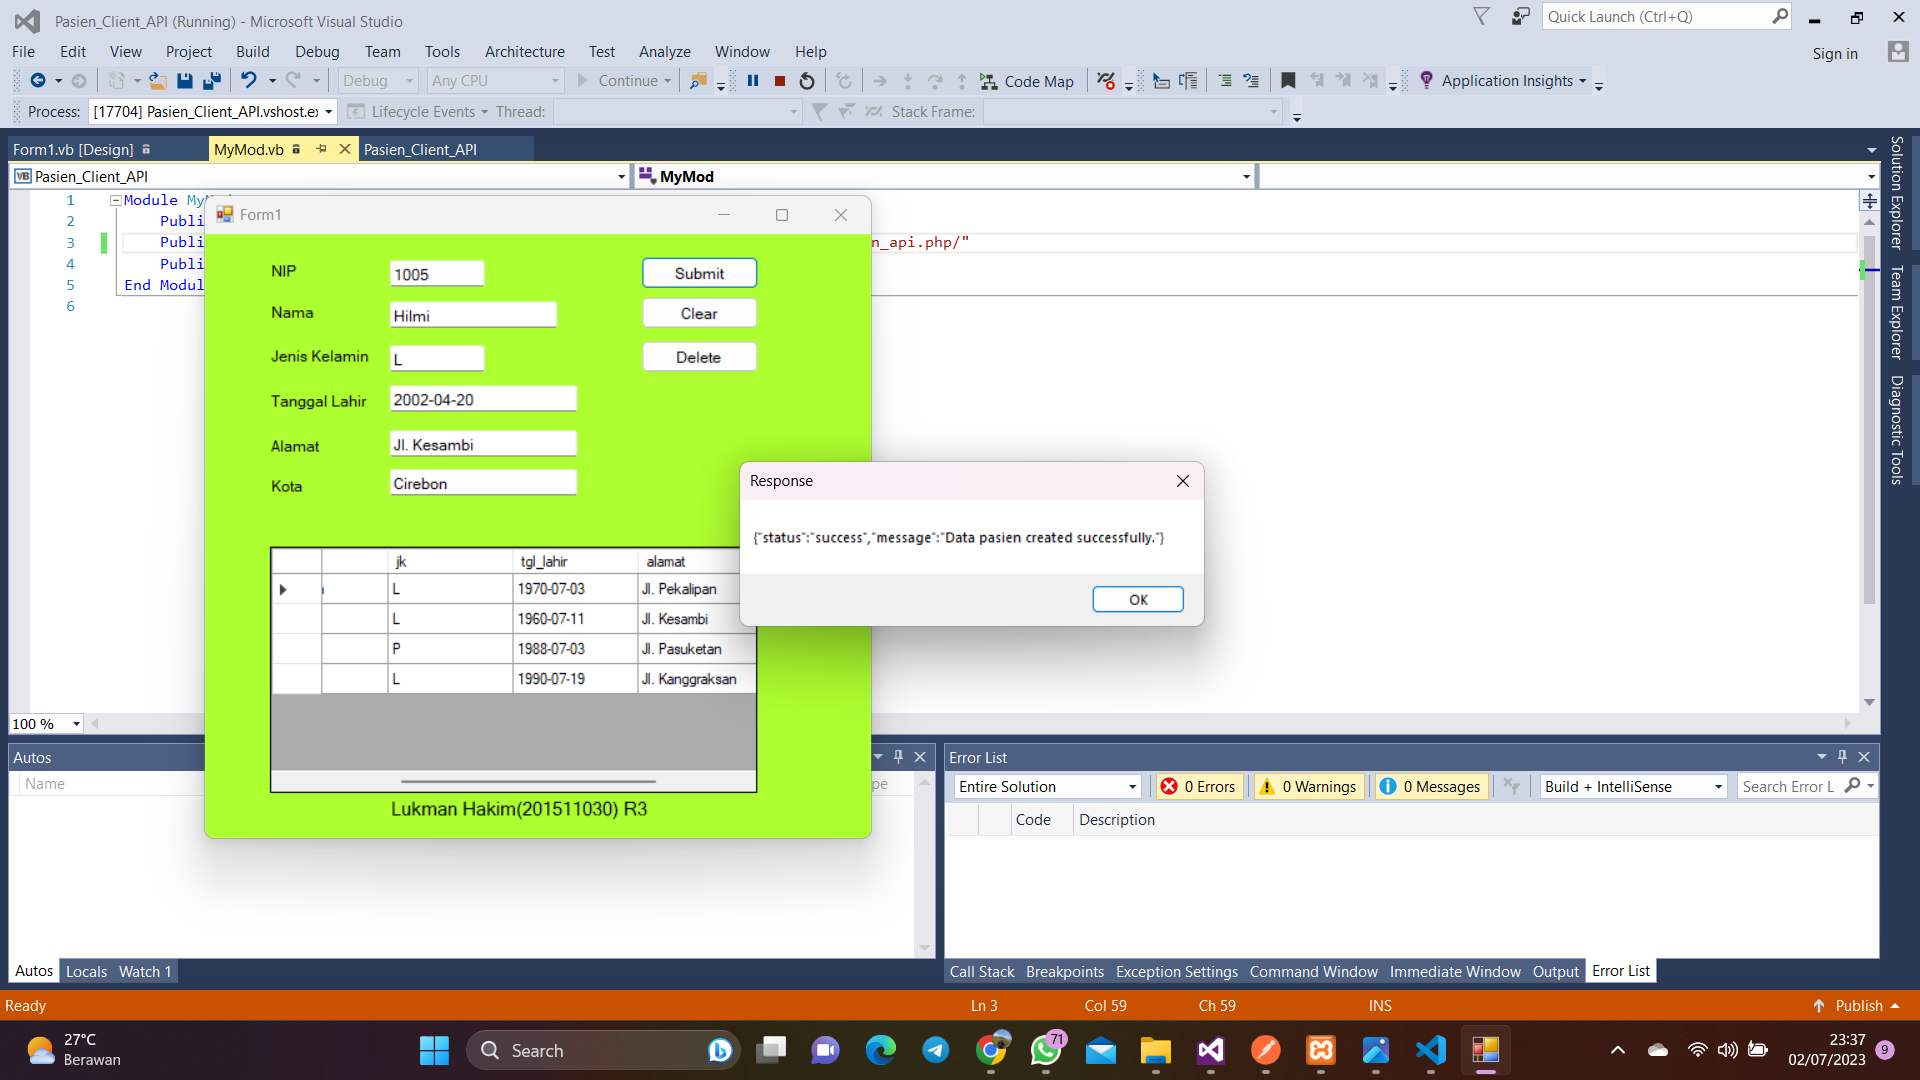 Pasien_Client_API (Running) - Microsoft Visual Studio
Quick Launch (Ctrl+Q)
File Edit View Project Build Debug Team Tools Architecture Test Analyze Window Help
Sign in
Debug Any CPU Continue Code Map Application Insights
Process: [17704] Pasien_Client_API.vshost.ex Lifecycle Events Thread: Stack Frame:
Form1.vb [Design] MyMod.vb Pasien_Client_API
Pasien_Client_API MyMod
1 Module
2 Publi
3 Publi n_api.php/"
4 Publi
5 End Modul
6
Form1
NIP 1005 Submit
Nama Hilmi Clear
Jenis Kelamin L Delete
Tanggal Lahir 2002-04-20
Alamat Jl. Kesambi
Kota Cirebon
Response
{"status":"success","message":"Data pasien created successfully."}
OK
jk tgl_lahir alamat
L 1970-07-03 Jl. Pekalipan
L 1960-07-11 Jl. Kesambi
P 1988-07-03 Jl. Pasuketan
L 1990-07-19 Jl. Kanggraksan
Lukman Hakim(201511030) R3
Solution Explorer
Team Explorer
Diagnostic Tools
100 %
Autos
Name pe
Autos Locals Watch 1
Error List
Entire Solution 0 Errors 0 Warnings 0 Messages Build + IntelliSense Search Error L
Code Description
Call Stack Breakpoints Exception Settings Command Window Immediate Window Output Error List
Ready Ln 3 Col 59 Ch 59 INS Publish
27°C
Berawan
Search
71
23:37
02/07/2023
9